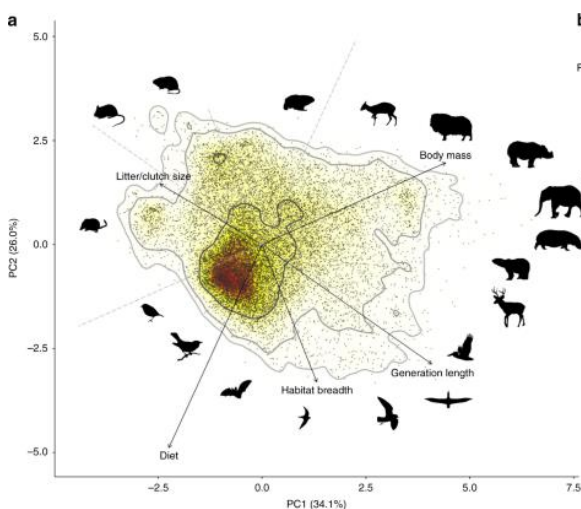 a
b
5.0
2.5
0.0
−2.5
−5.0
PC2 (26.0%)
Body mass
Litter/clutch size
Generation length
Habitat breadth
Diet
−2.5
0.0
2.5
5.0
7.5
PC1 (34.1%)